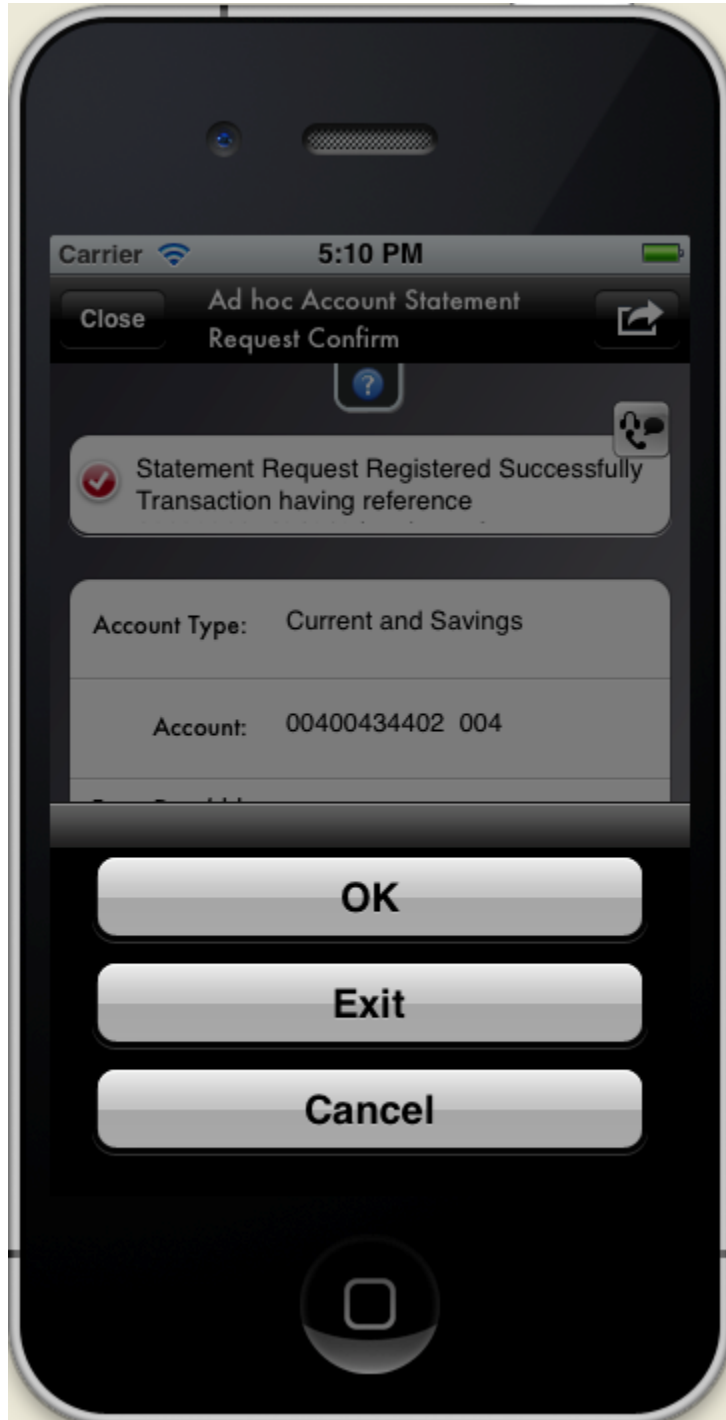 Carrier 5:10 PM
Close
Ad hoc Account Statement
Request Confirm
?
Statement Request Registered Successfully
Transaction having reference
Account Type: Current and Savings
Account: 00400434402 004
OK
Exit
Cancel